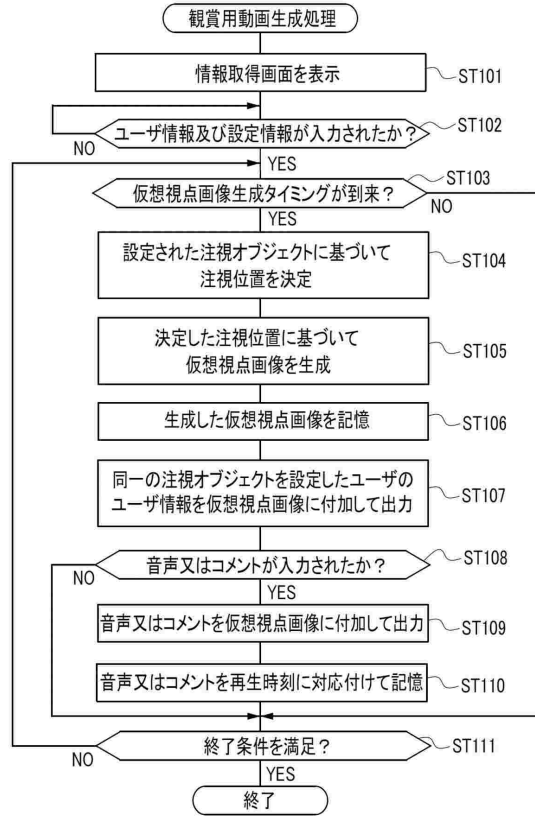 観賞用動画生成処理
情報取得画面を表示
ST101
ユーザ情報及び設定情報が入力されたか？
ST102
NO
YES
仮想視点画像生成タイミングが到来？
ST103
NO
YES
設定された注視オブジェクトに基づいて
注視位置を決定
ST104
決定した注視位置に基づいて
仮想視点画像を生成
ST105
生成した仮想視点画像を記憶
ST106
同一の注視オブジェクトを設定したユーザの
ユーザ情報を仮想視点画像に付加して出力
ST107
音声又はコメントが入力されたか？
ST108
NO
YES
音声又はコメントを仮想視点画像に付加して出力
ST109
音声又はコメントを再生時刻に対応付けて記憶
ST110
終了条件を満足？
ST111
NO
YES
終了